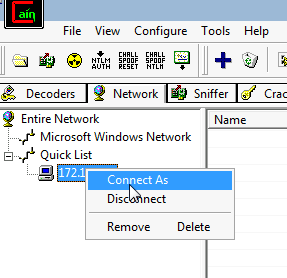 Cain
File View Configure Tools Help
NTLM AUTH
CHALL SPOOF RESET
CHALL SPOOF NTLM
Decoders Network Sniffer Crac
Entire Network
Name
Microsoft Windows Network
Quick List
172.1
Connect As
Disconnect
Remove Delete